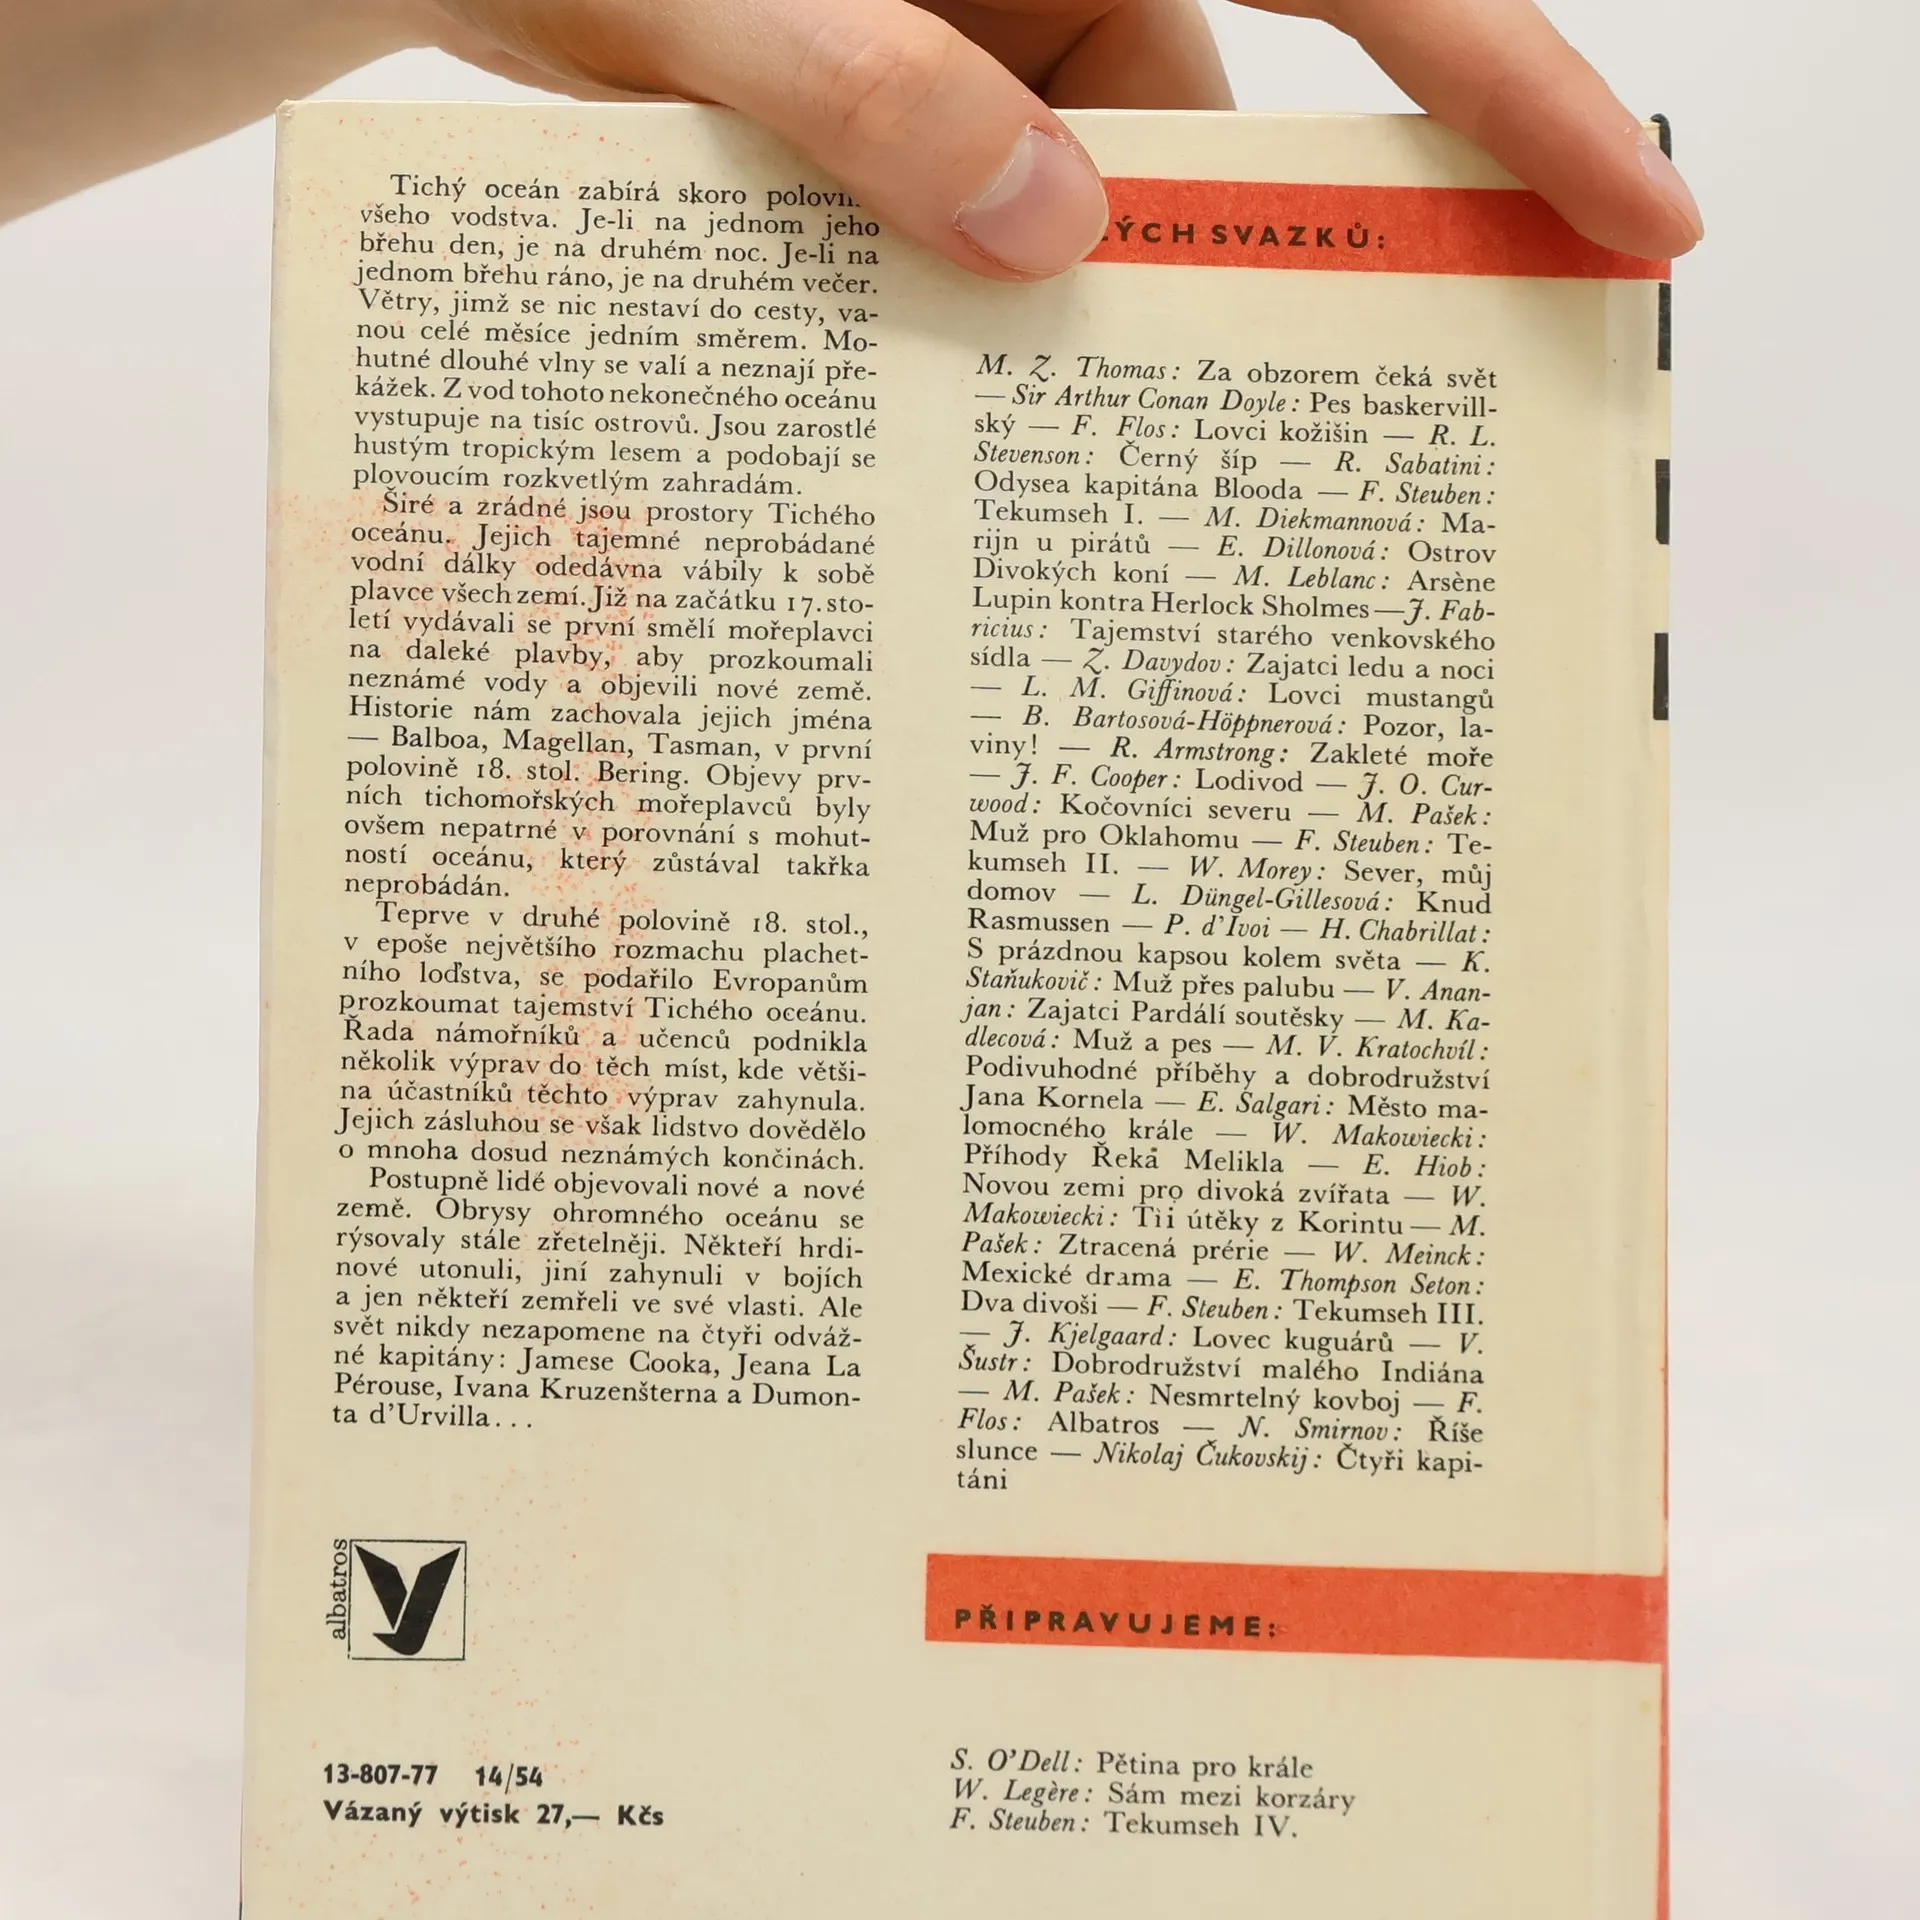 Tichý oceán zabírá skoro
všeho vodstva. Je-li na jednom jeho
břehu den, je na druhém noc. Je-li na
jednom břehu ráno, je na druhém večer.
Větry, jimž se nic nestaví do cesty, va-
nou celé měsíce jedním směrem. Mo-
hutné dlouhé vlny se valí a neznají pře-
kážek. Z vod tohoto nekonečného oceánu
vystupuje na tisíc ostrovů. Jsou zarostlé
hustým tropickým lesem a podobají se
plovoucím rozkvetlým zahradám.
Širé a zrádné jsou prostory Tichého
oceánu. Jejich tajemné neprobádané
vodní dálky odedávna vábily k sobě
plavce všech zemí. Již na začátku 17. sto-
letí vydávali se první smělí mořeplavci
na daleké plavby, aby prozkoumali
neznámé vody a objevili nové země.
Historie nám zachovala jejich jména
— Balboa, Magellan, Tasman, v první
polovině 18. stol. Bering. Objevy prv-
ních tichomořských mořeplavců byly
ovšem nepatrné v porovnání s mohut-
ností oceánu, který zůstával takřka
neprobádán.
Teprve v druhé polovině 18. stol.,
v epoše největšího rozmachu plachet-
ního loďstva, se podařilo Evropanům
prozkoumat tajemství Tichého oceánu.
Řada námořníků a učenců podnikla
několik výprav do těch míst, kde větši-
na účastníků těchto výprav zahynula.
Jejich zásluhou se však lidstvo dovědělo
o mnoha dosud neznámých končinách.
Postupně lidé objevovali nové a nové
země. Obrysy ohromného oceánu se
rýsovaly stále zřetelněji. Někteří hrdi-
nové utonuli, jiní zahynuli v bojích
a jen někteří zemřeli ve své vlasti. Ale
svět nikdy nezapomene na čtyři odváž-
né kapitány: Jamese Cooka, Jeana La
Pérouse, Ivana Kruzenšterna a Dumon-
ta d'Urvilla...
albatros
13-807-77 14/54
Vázaný výtisk 27,— Kčs
SVAZKŮ:
M. Z. Thomas: Za obzorem čeká svět
— Sir Arthur Conan Doyle: Pes baskervill-
ský — F. Flos: Lovci kožišin — R. L.
Stevenson: Černý šíp — R. Sabatini:
Odysea kapitána Blooda — F. Steuben:
Tekumseh I. — M. Diekmannová: Ma-
rijn u pirátů — E. Dillonová: Ostrov
Divokých koní — M. Leblanc: Arsène
Lupin kontra Herlock Sholmes — J. Fab-
ricius: Tajemství starého venkovského
sídla — Z. Davydov: Zajatci ledu a noci
— L. M. Giffinová: Lovci mustangů
— B. Bartosová-Höppnerová: Pozor, la-
viny! — R. Armstrong: Zakleté moře
— J. F. Cooper: Lodivod — J. O. Cur-
wood: Kočovníci severu — M. Pašek:
Muž pro Oklahomu — F. Steuben: Te-
kumseh II. — W. Morey: Sever, můj
domov — L. Düngel-Gillesová: Knud
Rasmussen — P. d'Ivoi — H. Chabrillat:
S prázdnou kapsou kolem světa — K.
Staňukovič: Muž přes palubu — V. Anan-
jan: Zajatci Pardálí soutěsky — M. Ka-
dlecová: Muž a pes — M. V. Kratochvíl:
Podivuhodné příběhy a dobrodružství
Jana Kornela — E. Salgari: Město ma-
lomocného krále — W. Makowiecki:
Příhody Řeka Melikla — E. Hiob:
Novou zemi pro divoká zvířata — W.
Makowiecki: Tři útěky z Korintu — M.
Pašek: Ztracená prérie — W. Meinck:
Mexické drama — E. Thompson Seton:
Dva divoši — F. Steuben: Tekumseh III.
— J. Kjelgaard: Lovec kuguárů — V.
Šustr: Dobrodružství malého Indiána
— M. Pašek: Nesmrtelný kovboj — F.
Flos: Albatros — N. Smirnov: Říše
slunce — Nikolaj Čukovskij: Čtyři kapi-
táni
PŘIPRAVUJEME:
S. O'Dell: Pětina pro krále
W. Legère: Sám mezi korzáry
F. Steuben: Tekumseh IV.